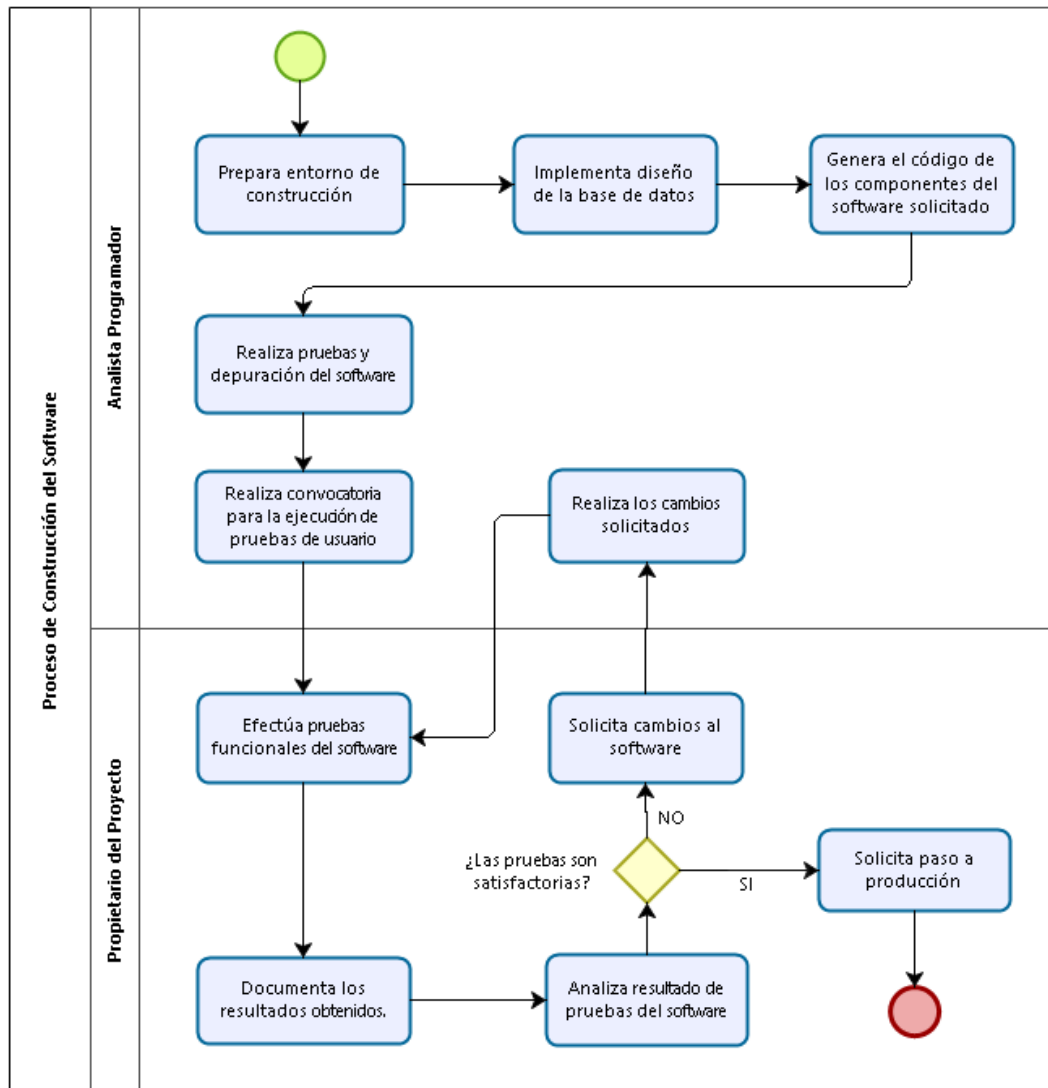 Proceso de Construcción del Software
Analista Programador
Prepara entorno de
construcción
Implementa diseño
de la base de datos
Genera el código de
los componentes del
software solicitado
Realiza pruebas y
depuración del software
Realiza convocatoria
para la ejecución de
pruebas de usuario
Realiza los cambios
solicitados
Propietario del Proyecto
Efectúa pruebas
funcionales del software
Solicita cambios al
software
NO
¿Las pruebas son
satisfactorias?
SI
Solicita paso a
producción
Documenta los
resultados obtenidos.
Analiza resultado de
pruebas del software